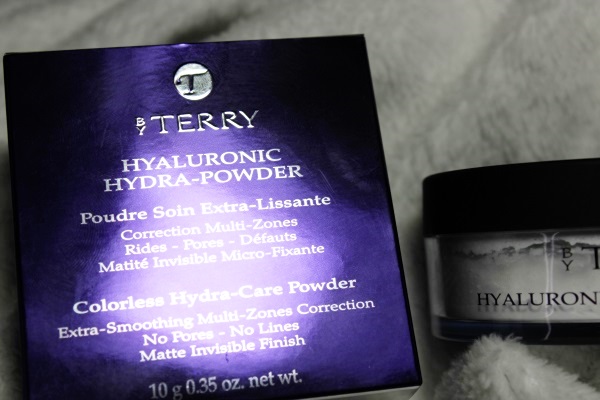 T
BY TERRY
HYALURONIC
HYDRA-POWDER
Poudre Soin Extra-Lissante
Correction Multi-Zones
Rides - Pores - Défauts
Matité Invisible Micro-Fixante
Colorless Hydra-Care Powder
Extra-Smoothing Multi-Zones Correction
No Pores - No Lines
Matte Invisible Finish
10 g 0.35 oz. net wt.
BY T
HYALURON